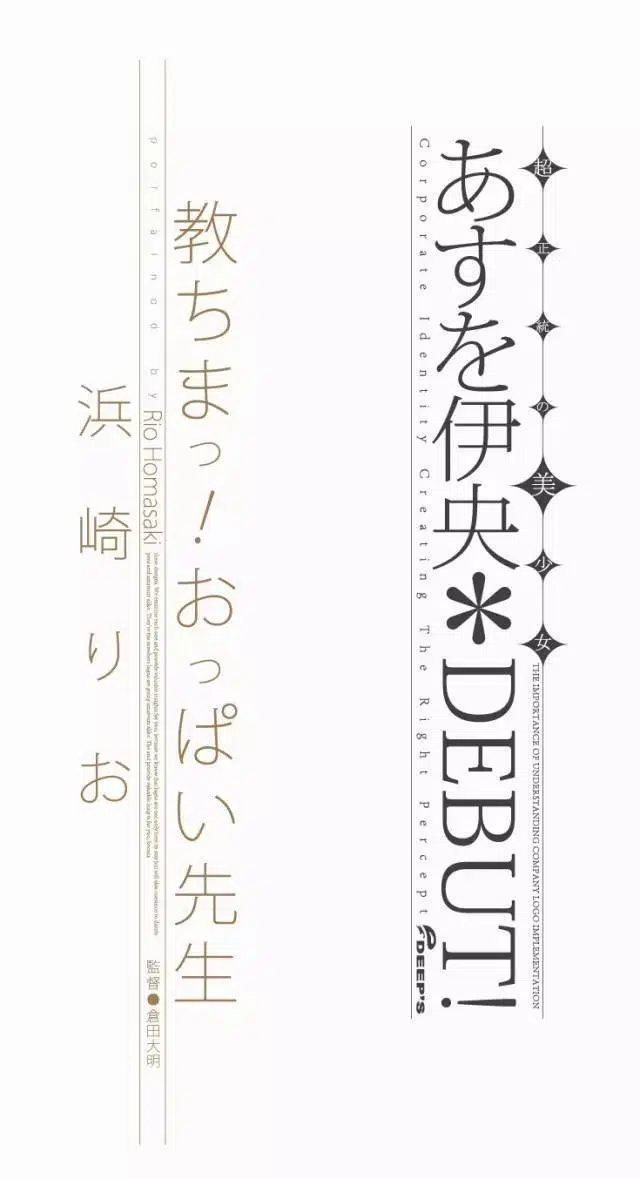 超正統の美少女
THE IMPORTANCE OF UNDERSTANDING COMPANY LOGO IMPLEMENTATION
あすを伊央*DEBUT!
Corporate Identity Creating The Right Percept
DEEP'S
教ちまっ!おっぱい先生
porfainad by Rio Homasaki
監督●倉田大明
浜崎りお